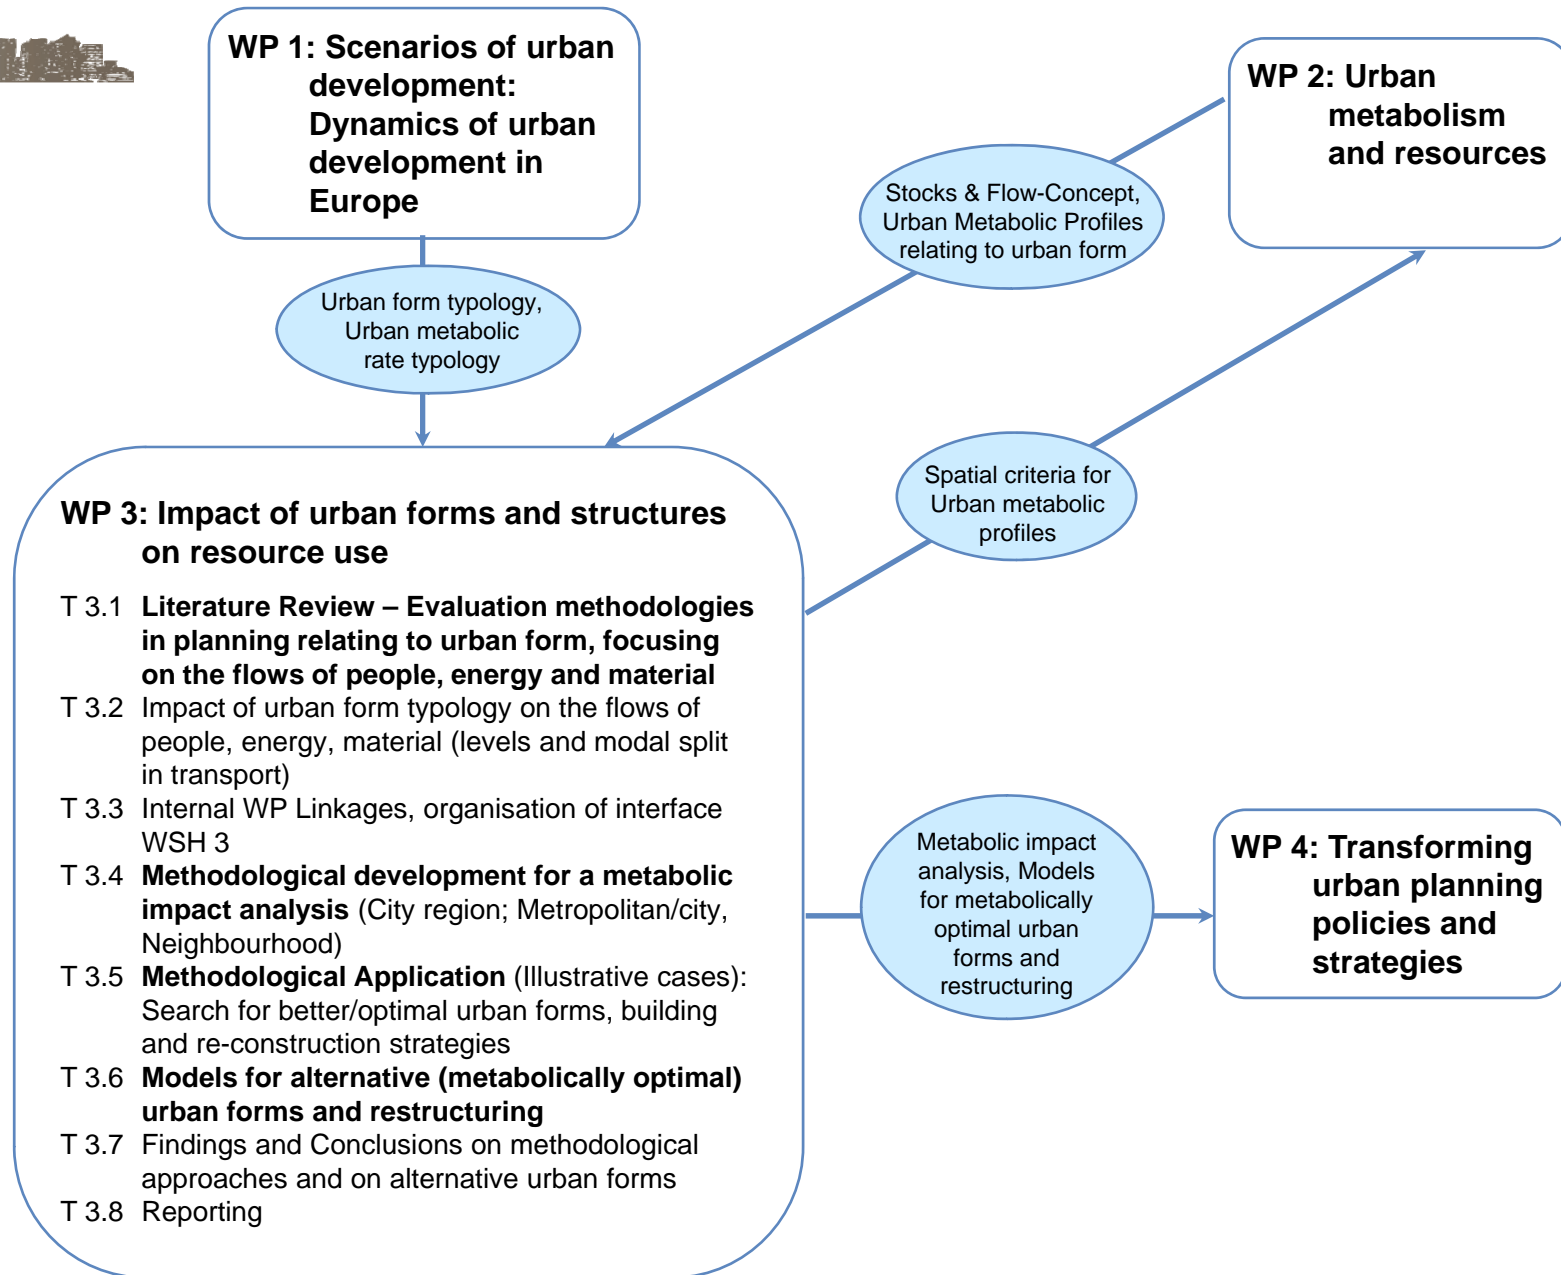 WP 1: Scenarios of urban
development:
Dynamics of urban
development in
Europe
WP 2: Urban
metabolism
and resources
Stocks & Flow-Concept,
Urban Metabolic Profiles
relating to urban form
Urban form typology,
Urban metabolic
rate typology
Spatial criteria for
Urban metabolic
profiles
WP 3: Impact of urban forms and structures
on resource use
T 3.1 Literature Review – Evaluation methodologies
in planning relating to urban form, focusing
on the flows of people, energy and material
T 3.2 Impact of urban form typology on the flows of
people, energy, material (levels and modal split
in transport)
T 3.3 Internal WP Linkages, organisation of interface
WSH 3
T 3.4 Methodological development for a metabolic
impact analysis (City region; Metropolitan/city,
Neighbourhood)
T 3.5 Methodological Application (Illustrative cases):
Search for better/optimal urban forms, building
and re-construction strategies
T 3.6 Models for alternative (metabolically optimal)
urban forms and restructuring
T 3.7 Findings and Conclusions on methodological
approaches and on alternative urban forms
T 3.8 Reporting
Metabolic impact
analysis, Models
for metabolically
optimal urban
forms and
restructuring
WP 4: Transforming
urban planning
policies and
strategies